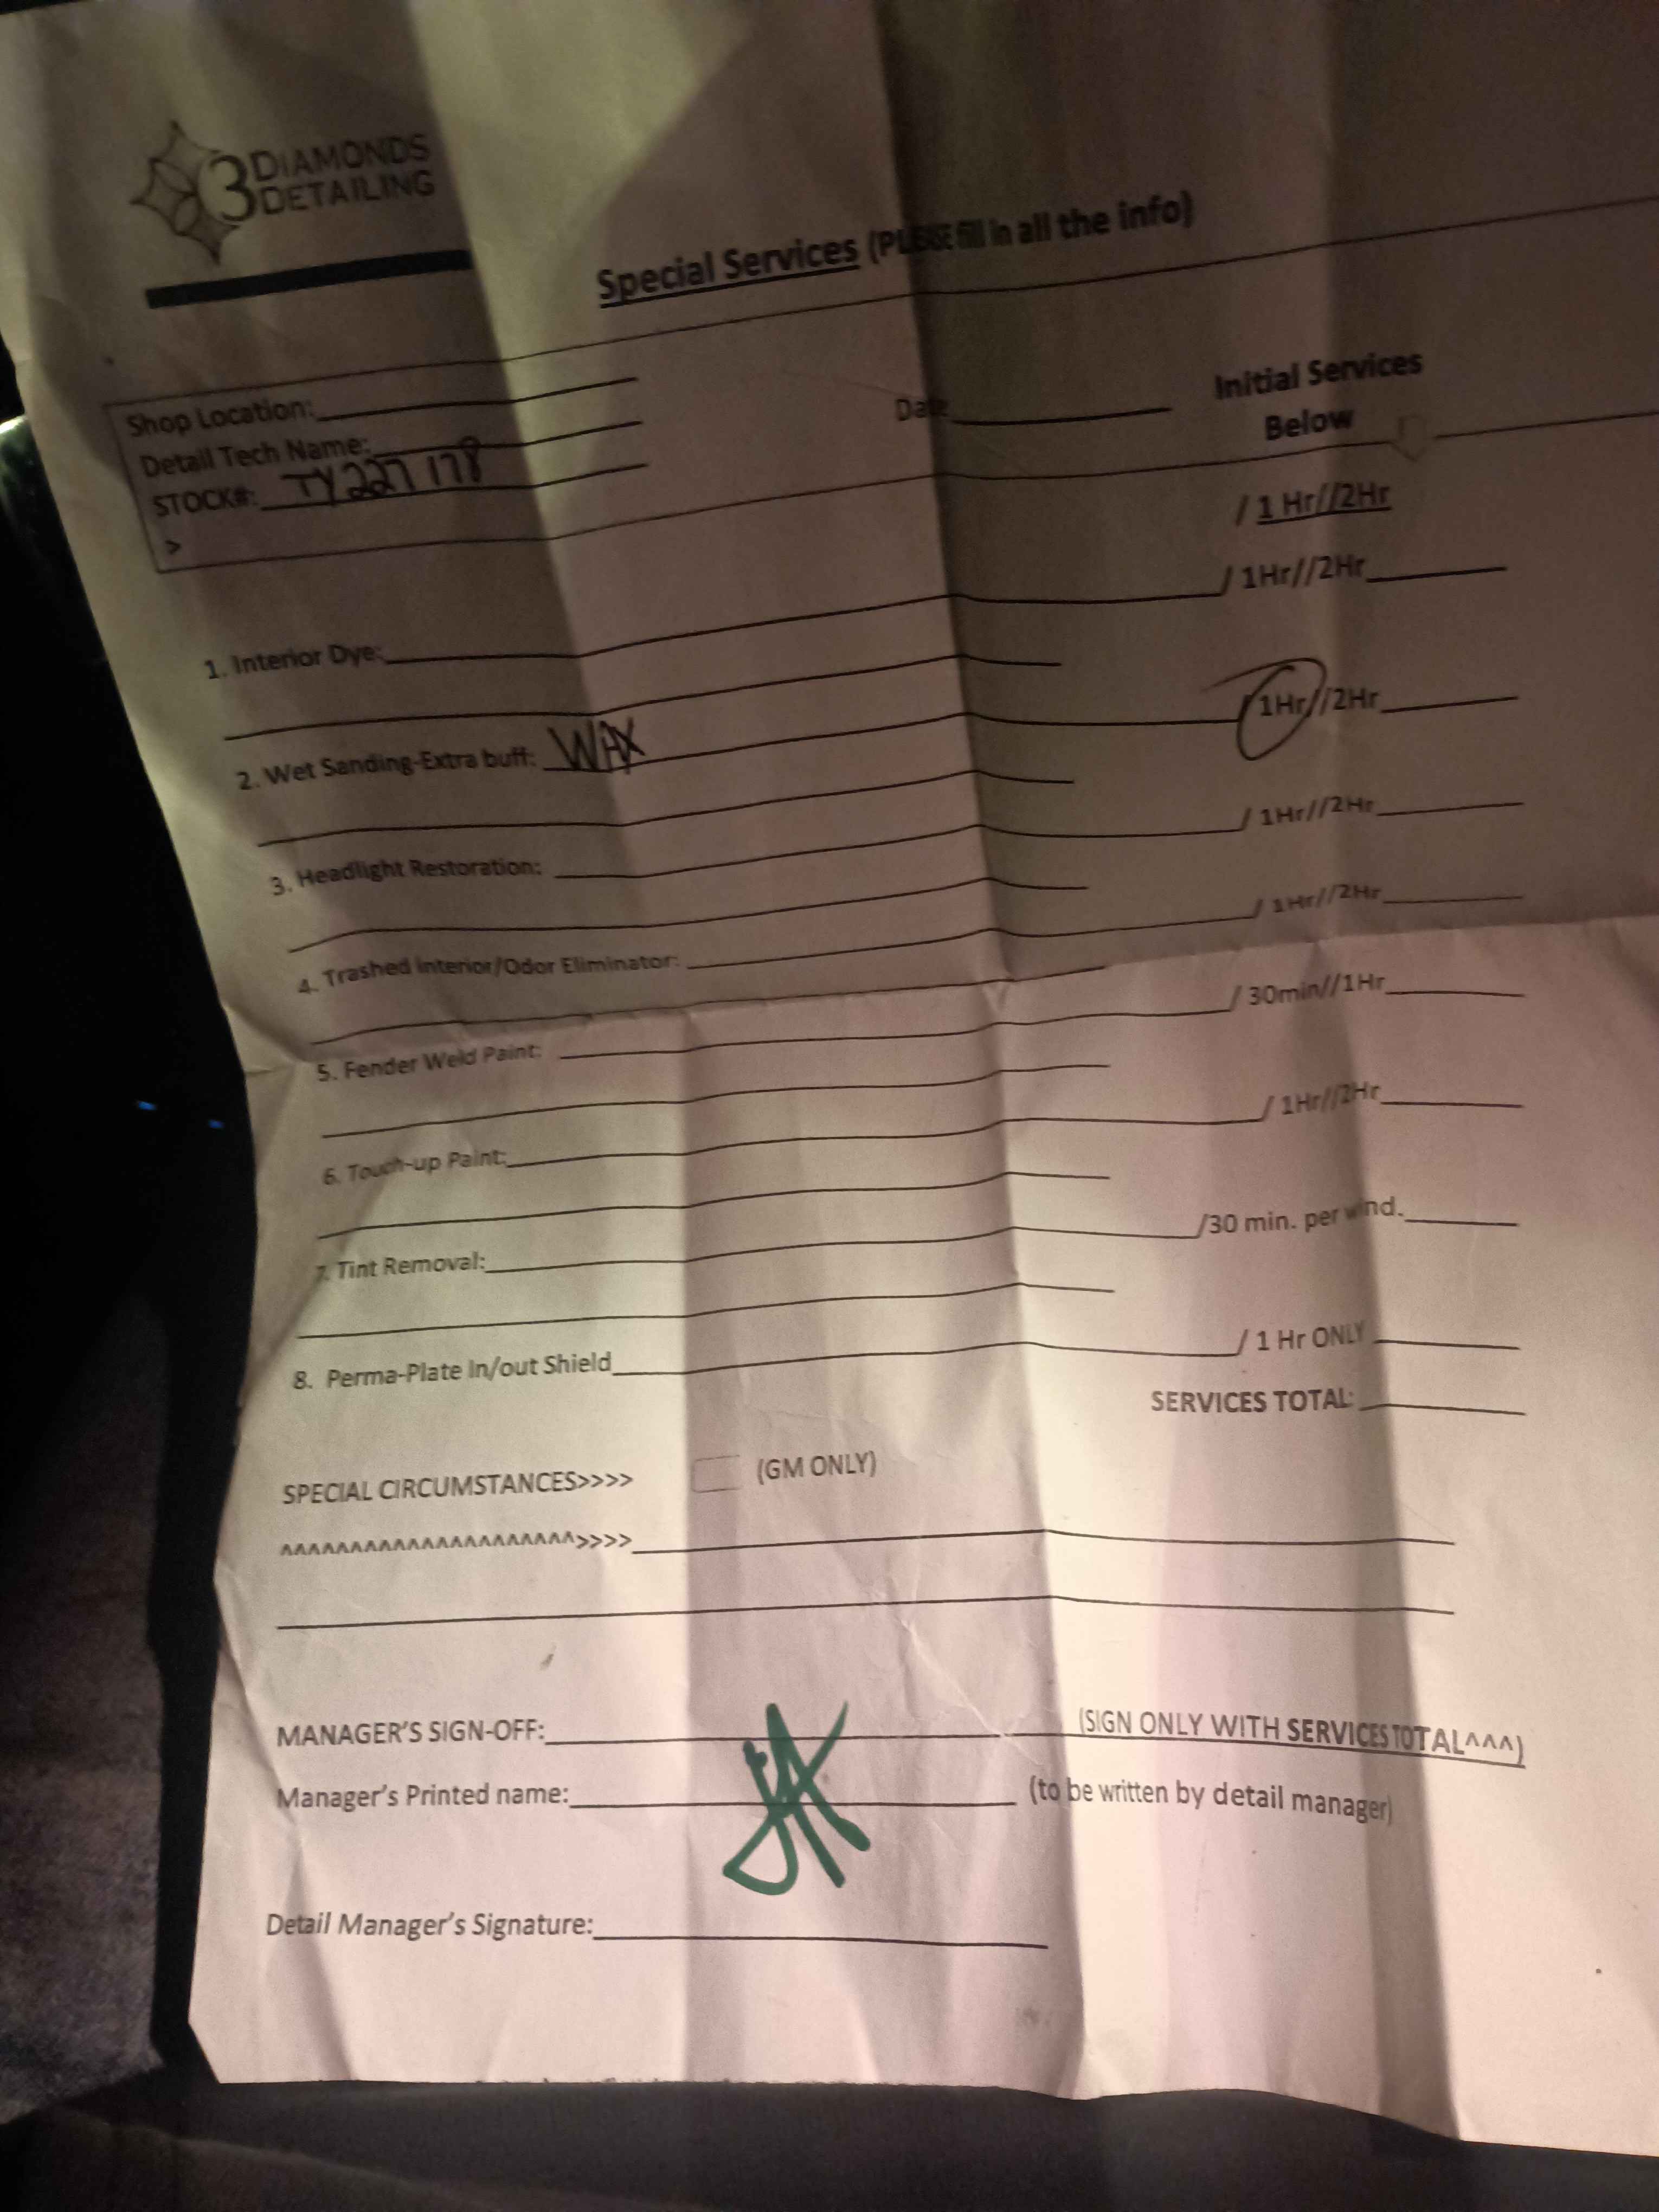 3 DIAMONDS
DETAILING
Special Services (PLEASE fill in all the info)
Shop Location:
Date
Initial Services
Below
Detail Tech Name:
STOCK#: TY227178
>
/ 1 Hr//2Hr
1. Interior Dye: / 1Hr//2Hr
2. Wet Sanding-Extra buff: WAX / 1Hr//2Hr
3. Headlight Restoration: / 1Hr//2Hr
4. Trashed Interior/Odor Eliminator: / 1Hr//2Hr
5. Fender Weld Paint: / 30min//1Hr
6. Touch-up Paint: / 1Hr//2Hr
7. Tint Removal: /30 min. per wind.
8. Perma-Plate In/out Shield / 1 Hr ONLY
SERVICES TOTAL:
SPECIAL CIRCUMSTANCES>>>> (GM ONLY)
^^^^^^^^^^^^^^^^^^^^^>>>>
MANAGER'S SIGN-OFF: (SIGN ONLY WITH SERVICES TOTAL^^^)
Manager's Printed name: (to be written by detail manager)
Detail Manager's Signature: